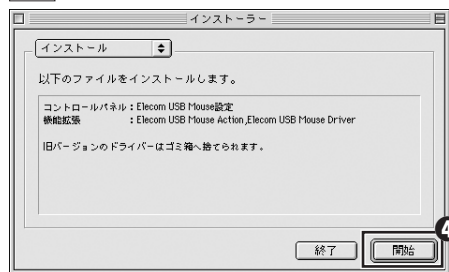 インストーラー
インストール
以下のファイルをインストールします。
コントロールパネル:Elecom USB Mouse設定
機能拡張 :Elecom USB Mouse Action,Elecom USB Mouse Driver
旧バージョンのドライバーはゴミ箱へ捨てられます。
終了 開始